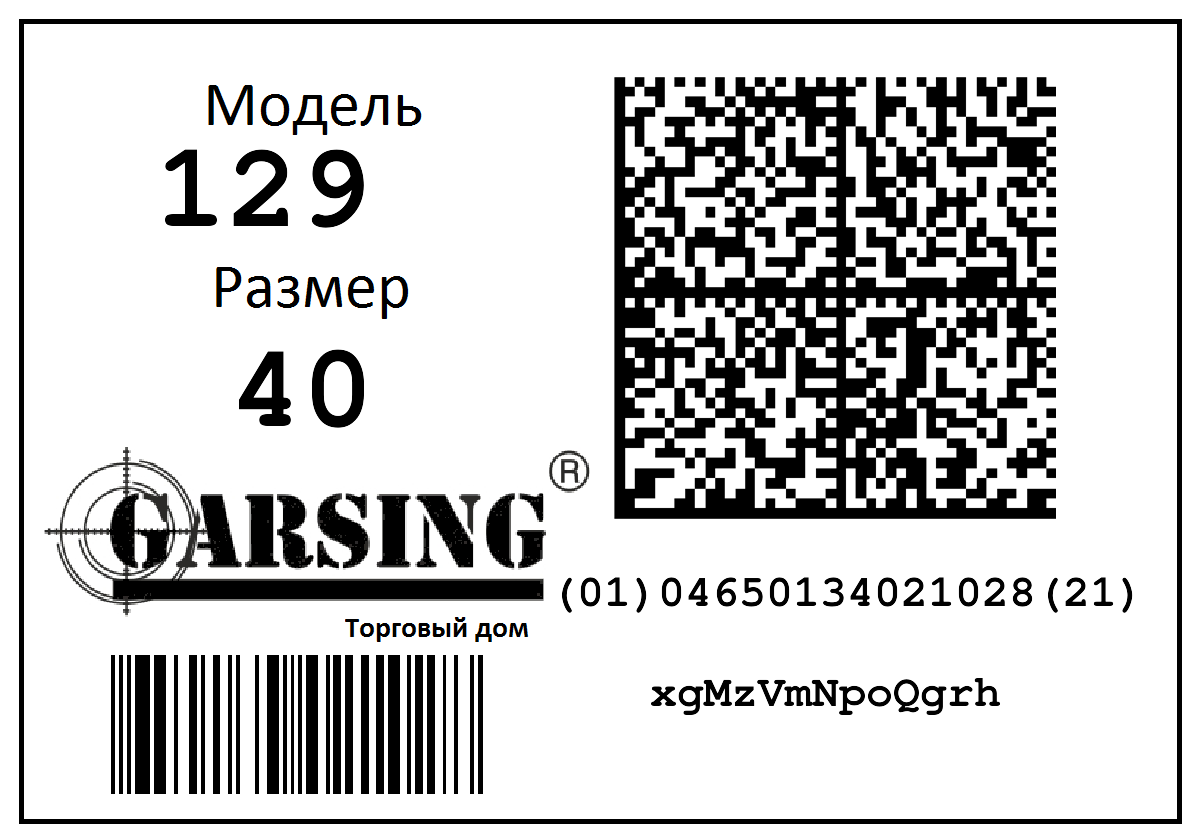 Модель
129
Размер
40
GARSING®
Торговый дом
(01)04650134021028(21)
xgMzVmNpoQgrh